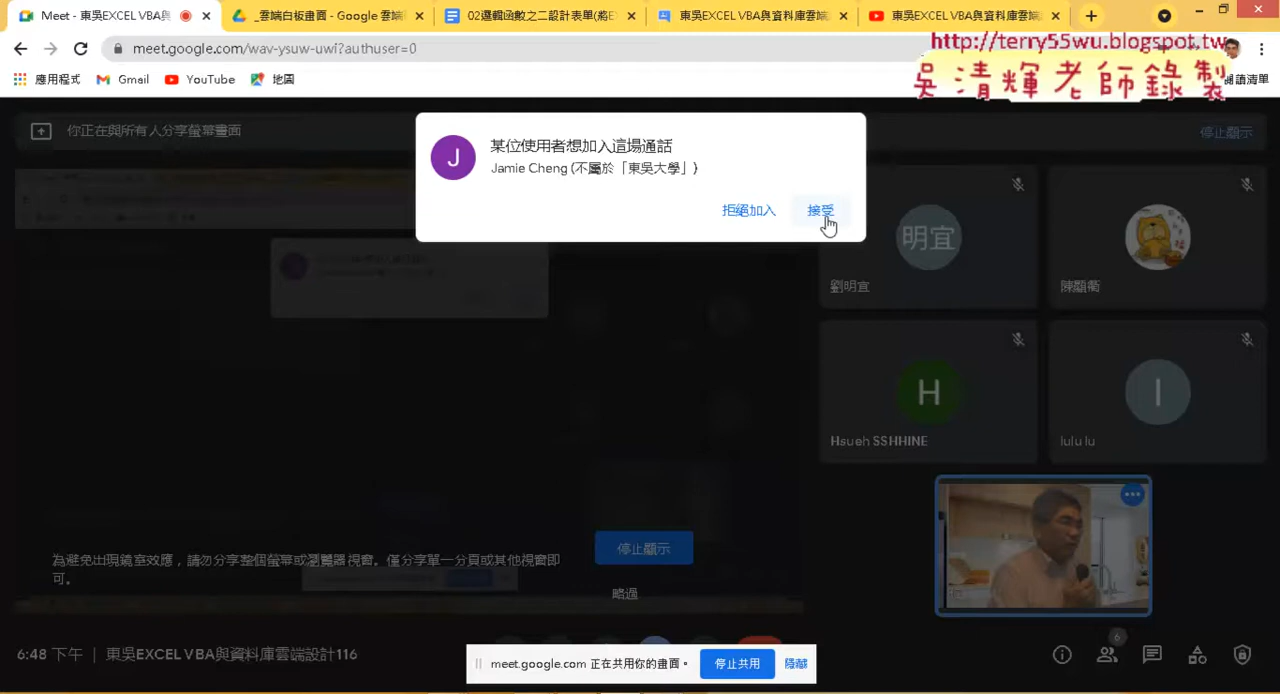 Meet - 東吳EXCEL VBA與
_雲端白板畫面 - Google 雲端
02邏輯函數之二設計表單(將E
東吳EXCEL VBA與資料庫雲端
東吳EXCEL VBA與資料庫雲端
meet.google.com/wav-ysuw-uwi?authuser=0
http://terry55wu.blogspot.tw
應用程式
Gmail
YouTube
地圖
吳清輝老師錄製
閱讀清單
你正在與所有人分享螢幕畫面
停止顯示
J
某位使用者想加入這場通話
Jamie Cheng (不屬於「東吳大學」)
拒絕加入
接受
明宜
劉明宜
陳顥衢
H
I
Hsueh SSHHINE
lulu lu
為避免出現鏡室效應，請勿分享整個螢幕或瀏覽器視窗。僅分享單一分頁或其他視窗即
可。
停止顯示
略過
6:48 下午 | 東吳EXCEL VBA與資料庫雲端設計116
meet.google.com 正在共用你的畫面。
停止共用
隱藏
6